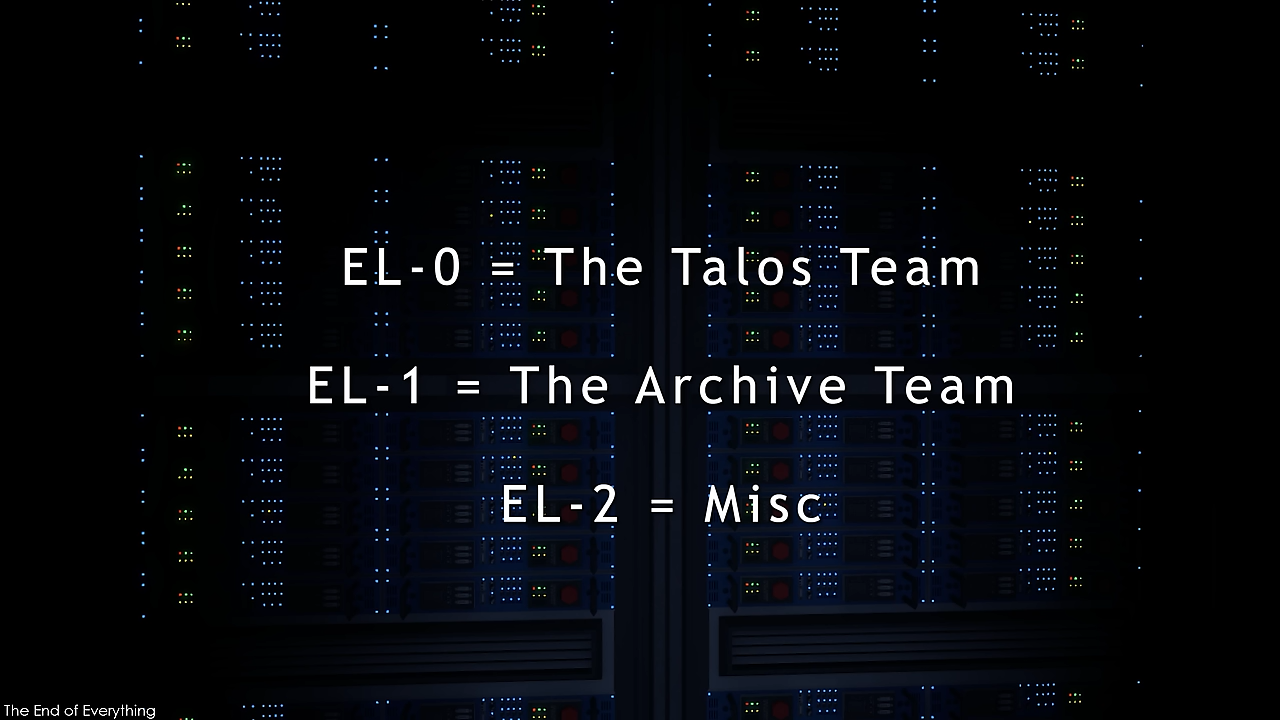 EL-0 = The Talos Team
EL-1 = The Archive Team
EL-2 = Misc
The End of Everything